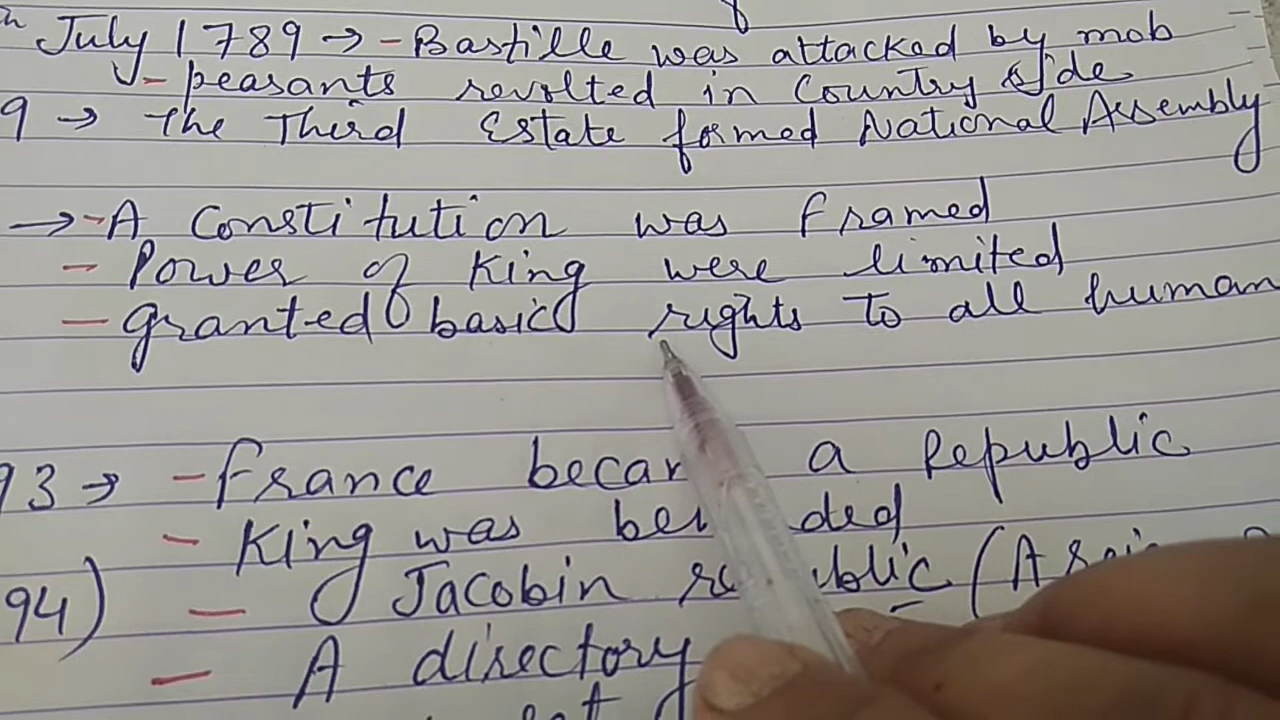 July 1789 → - Bastille was attacked by mob
- peasants revolted in Country side
9 → The Third Estate formed National Assembly
→ - A Constitution was framed
- Power of King were limited
- granted basic rights to all human
93 → - France becam a Republic
- King was
94) - Jacobin republic (A
- A directory